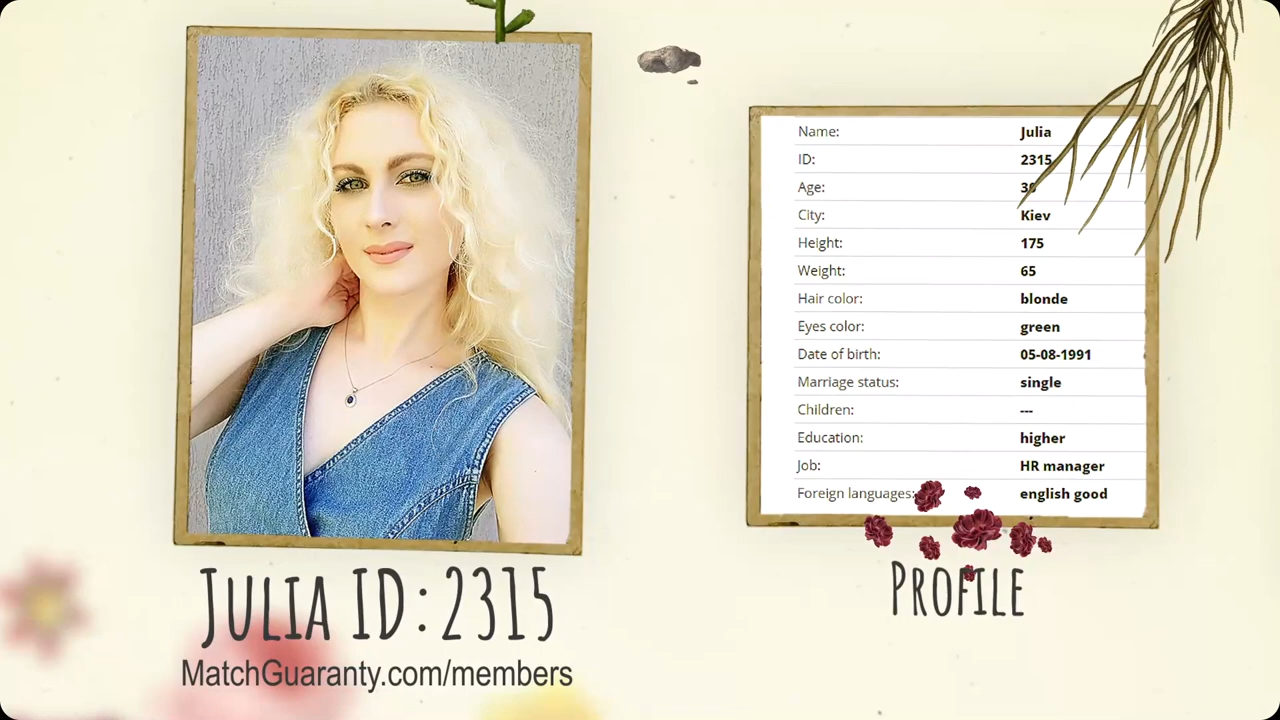 Julia ID:2315
MatchGuaranty.com/members
Name: Julia
ID: 2315
Age: 30
City: Kiev
Height: 175
Weight: 65
Hair color: blonde
Eyes color: green
Date of birth: 05-08-1991
Marriage status: single
Children: ---
Education: higher
Job: HR manager
Foreign languages: english good
Profile